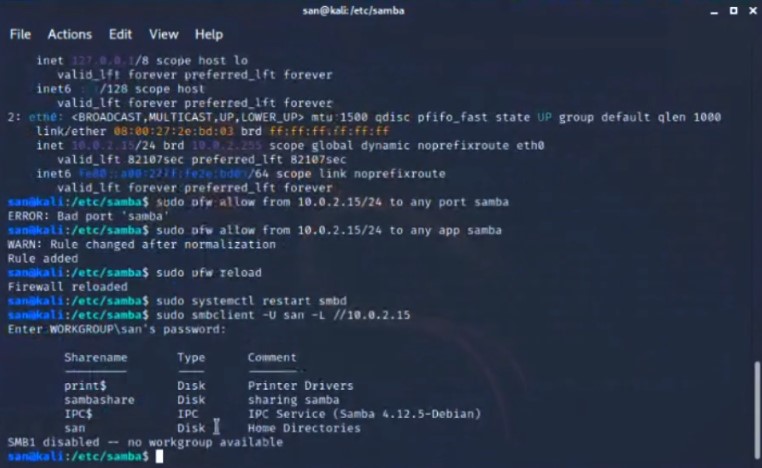 san@kali: /etc/samba
File Actions Edit View Help
inet 127.0.0.1/8 scope host lo
valid_lft forever preferred_lft forever
inet6 /128 scope host
valid_lft forever preferred_lft forever
2: eth0: <BROADCAST,MULTICAST,UP,LOWER_UP> mtu 1500 qdisc pfifo_fast state UP group default qlen 1000
link/ether 08:00:27:2e:bd:03 brd ff:ff:ff:ff:ff:ff
inet 10.0.2.15/24 brd 10.0.2.255 scope global dynamic noprefixroute eth0
valid_lft 82107sec preferred_lft 82107sec
inet6 fe80::a00:27ff:fe2e:bd03/64 scope link noprefixroute
valid_lft forever preferred_lft forever
san@kali:/etc/samba$ sudo ufw allow from 10.0.2.15/24 to any port samba
ERROR: Bad port 'samba'
san@kali:/etc/samba$ sudo ufw allow from 10.0.2.15/24 to any app samba
WARN: Rule changed after normalization
Rule added
san@kali:/etc/samba$ sudo ufw reload
Firewall reloaded
san@kali:/etc/samba$ sudo systemctl restart smbd
san@kali:/etc/samba$ sudo smbclient -U san -L //10.0.2.15
Enter WORKGROUP\san's password:
Sharename Type Comment
print$ Disk Printer Drivers
sambashare Disk sharing samba
IPC$ IPC IPC Service (Samba 4.12.5-Debian)
san Disk Home Directories
SMB1 disabled -- no workgroup available
san@kali:/etc/samba$